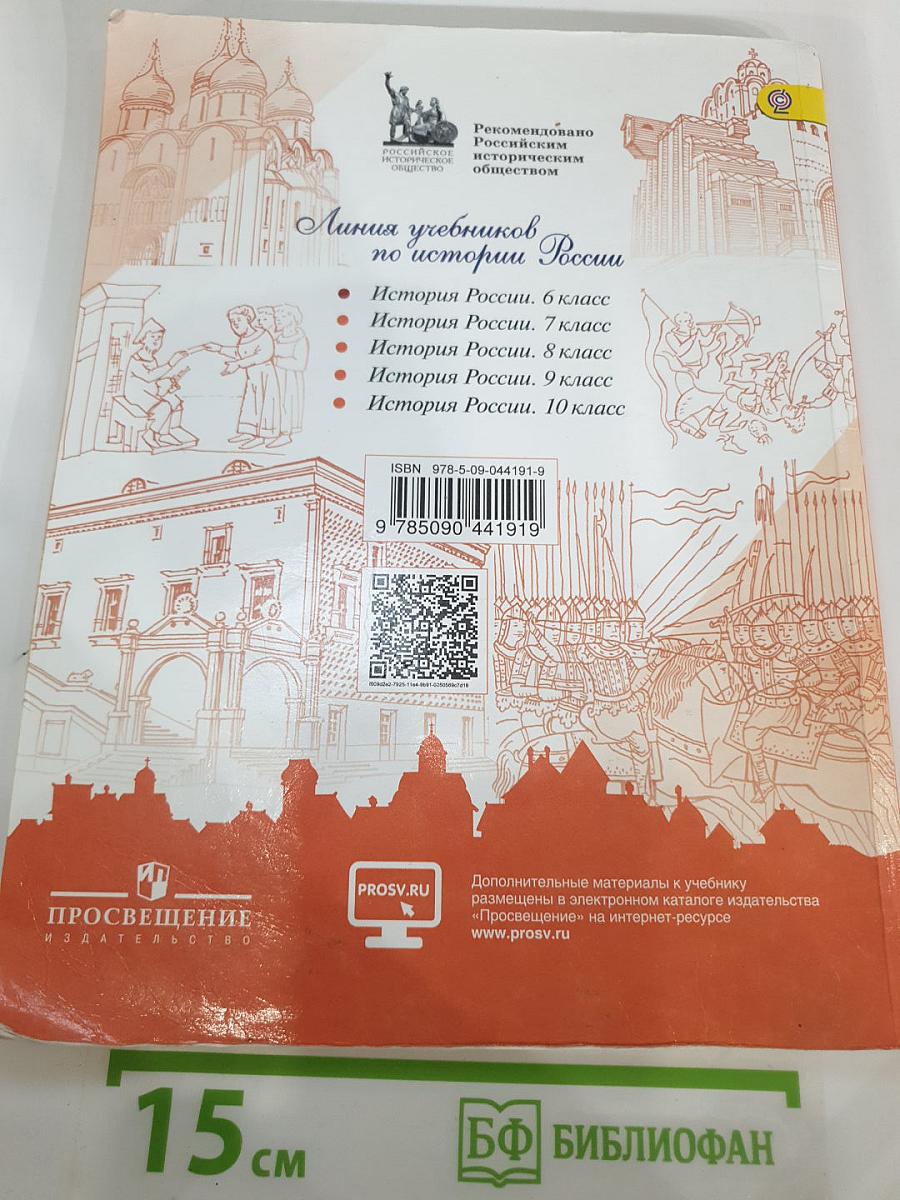 РОССИЙСКОЕ
ИСТОРИЧЕСКОЕ
ОБЩЕСТВО
Рекомендовано
Российским
историческим
обществом
Линия учебников
по истории России
История России. 6 класс
История России. 7 класс
История России. 8 класс
История России. 9 класс
История России. 10 класс
ISBN 978-5-09-044191-9
9 785090 441919
ПРОСВЕЩЕНИЕ
ИЗДАТЕЛЬСТВО
PROSV.RU
Дополнительные материалы к учебнику
размещены в электронном каталоге издательства
«Просвещение» на интернет-ресурсе
www.prosv.ru
15 см
БФ БИБЛИОФАН